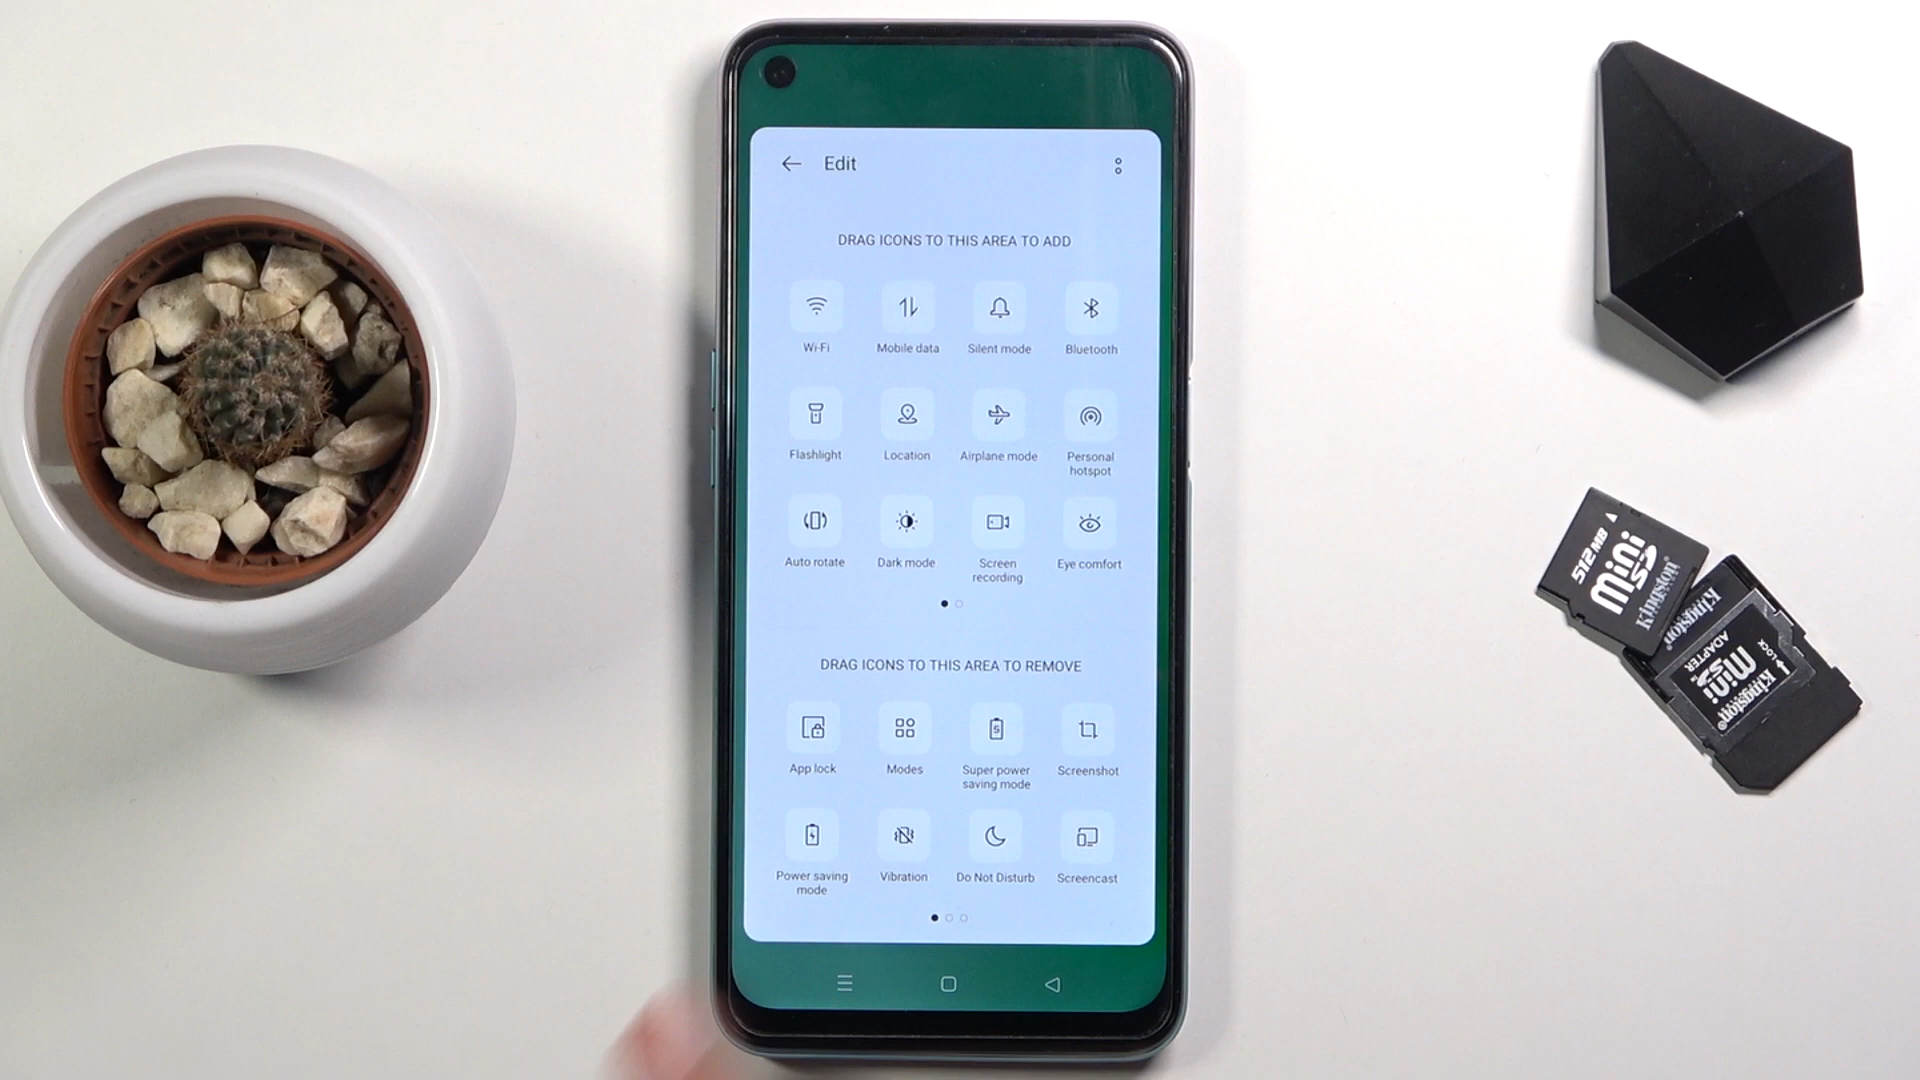 Edit
DRAG ICONS TO THIS AREA TO ADD
Wi-Fi
Mobile data
Silent mode
Bluetooth
Flashlight
Location
Airplane mode
Personal
hotspot
Auto rotate
Dark mode
Screen
recording
Eye comfort
DRAG ICONS TO THIS AREA TO REMOVE
App lock
Modes
Super power
saving mode
Screenshot
Power saving
mode
Vibration
Do Not Disturb
Screencast
512 MB
mini
SD
Kingston
Kingston
ADAPTER
mini
SD
LOCK
Kingston